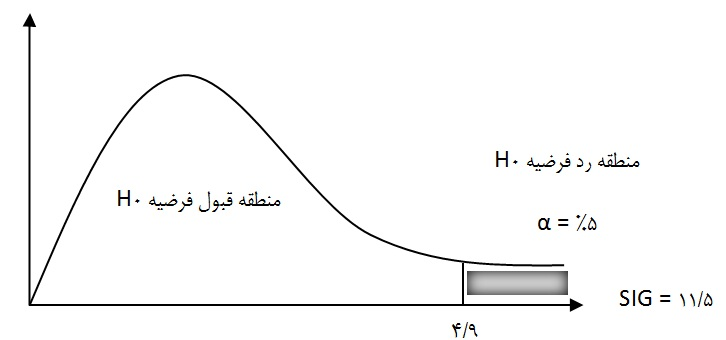 منطقه رد فرضیه H۰
منطقه قبول فرضیه H۰
α = ٪۵
SIG = ۱۱/۵
۴/۹